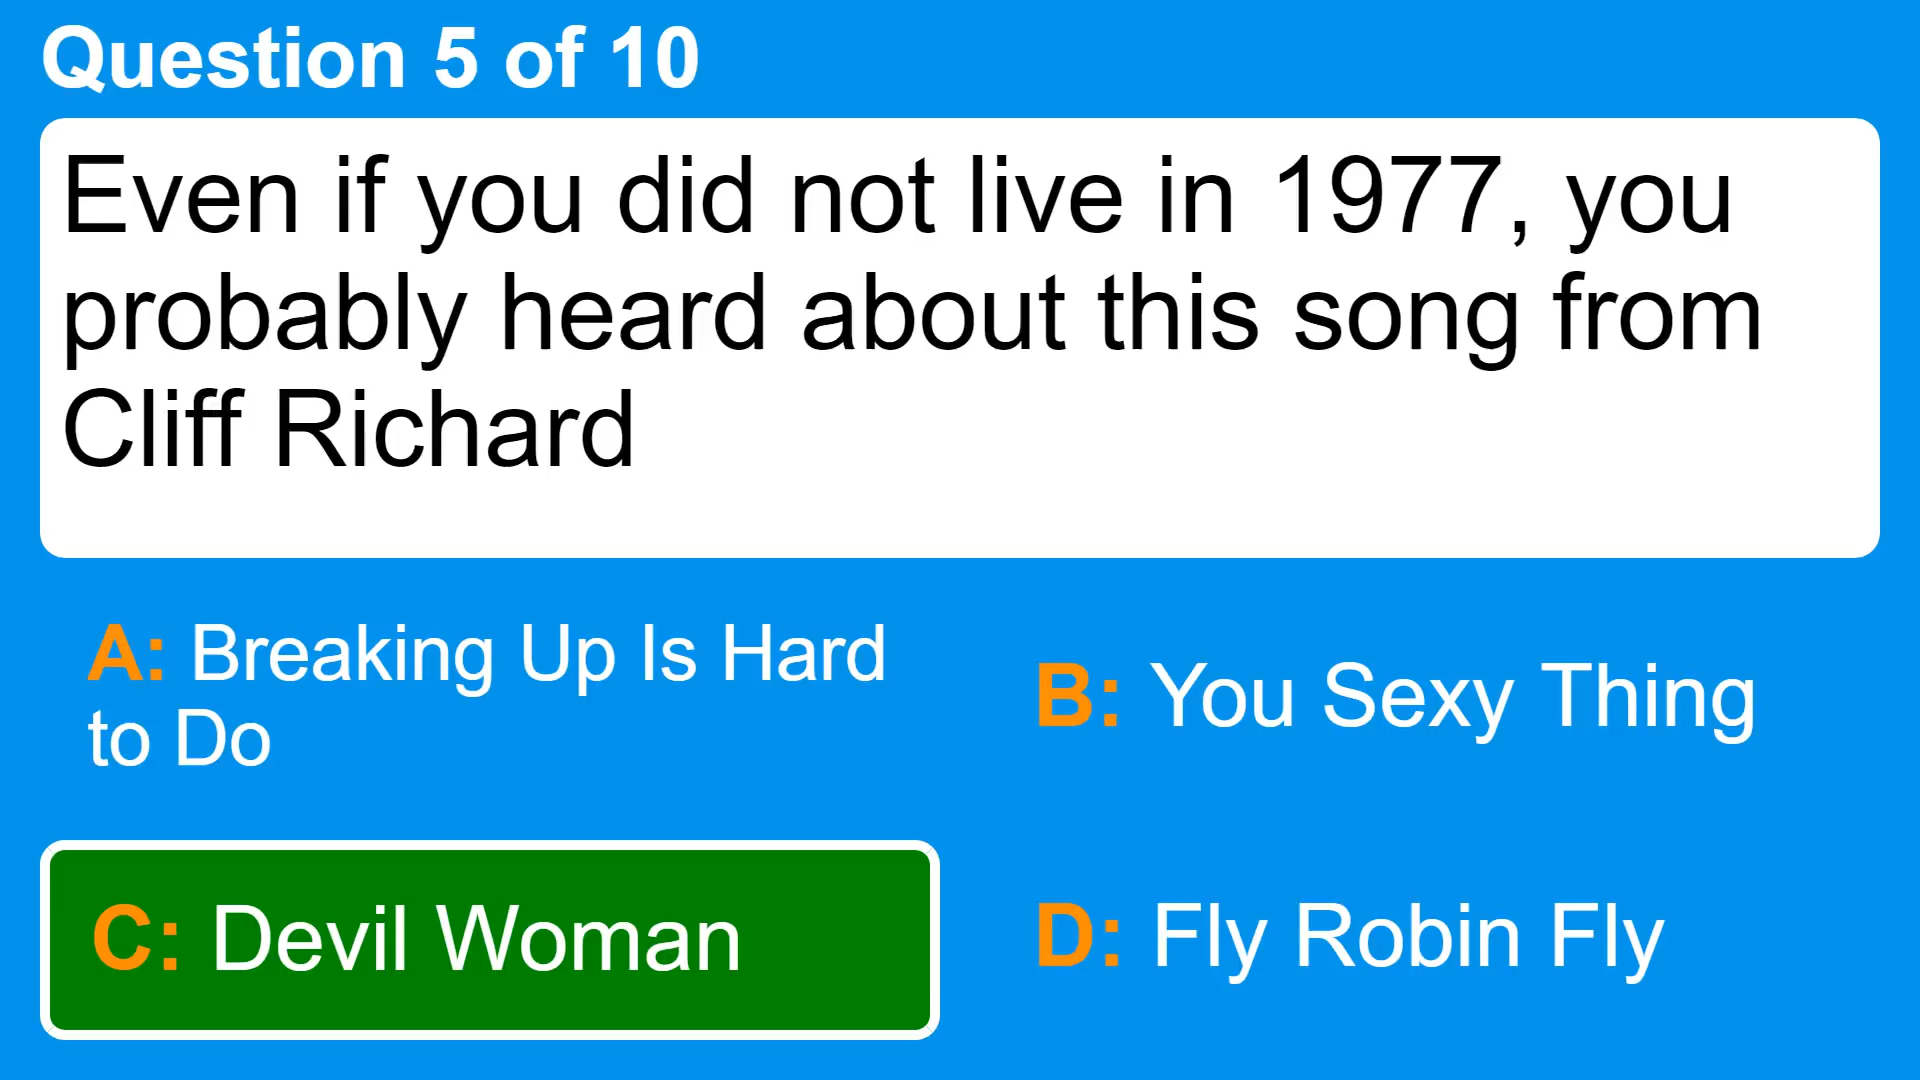 Question 5 of 10
Even if you did not live in 1977, you
probably heard about this song from
Cliff Richard
A: Breaking Up Is Hard
to Do
B: You Sexy Thing
C: Devil Woman
D: Fly Robin Fly